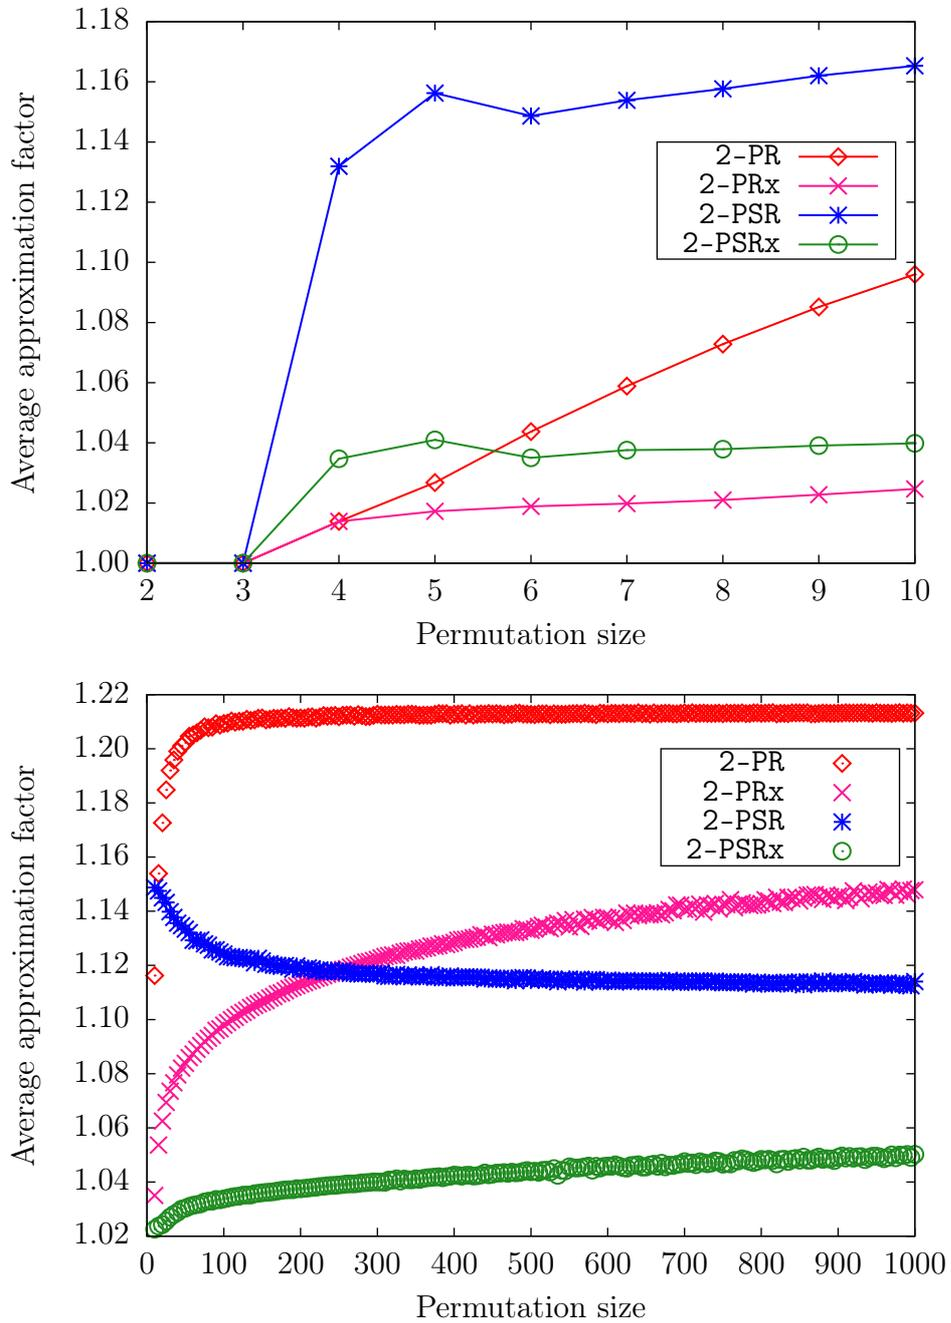 Average approximation factor
1.18
1.16
1.14
1.12
1.10
1.08
1.06
1.04
1.02
1.00
2-PR
2-PRx
2-PSR
2-PSRx
2 3 4 5 6 7 8 9 10
Permutation size
Average approximation factor
1.22
1.20
1.18
1.16
1.14
1.12
1.10
1.08
1.06
1.04
1.02
2-PR
2-PRx
2-PSR
2-PSRx
0 100 200 300 400 500 600 700 800 900 1000
Permutation size